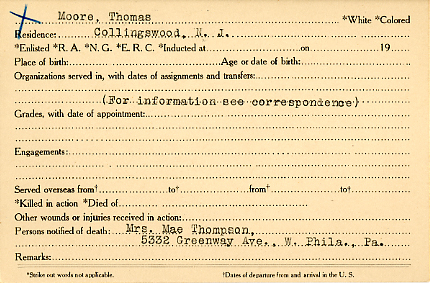 Moore, Thomas *White *Colored
Residence: Collingswood, N. J.
*Enlisted *R. A. *N. G. *E. R. C. *Inducted at on 19
Place of birth: Age or date of birth:
Organizations served in, with dates of assignments and transfers:
(For information see correspondence)
Grades, with date of appointment:
Engagements:
Served overseas from† to† from† to†
*Killed in action *Died of
Other wounds or injuries received in action:
Persons notified of death: Mrs. Mae Thompson,
5332 Greenway Ave., W. Phila., Pa.
Remarks:
*Strike out words not applicable. †Dates of departure from and arrival in the U. S.